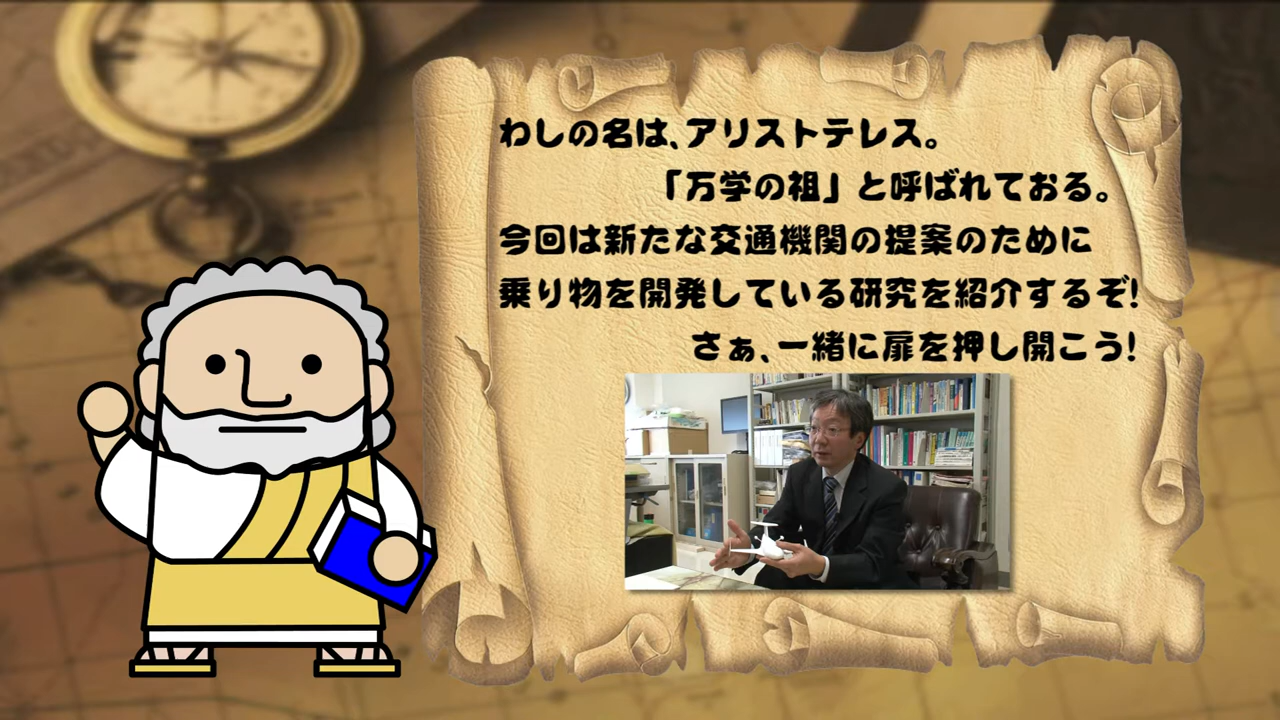 わしの名は、アリストテレス。
「万学の祖」と呼ばれておる。
今回は新たな交通機関の提案のために
乗り物を開発している研究を紹介するぞ!
さぁ、一緒に扉を押し開こう!